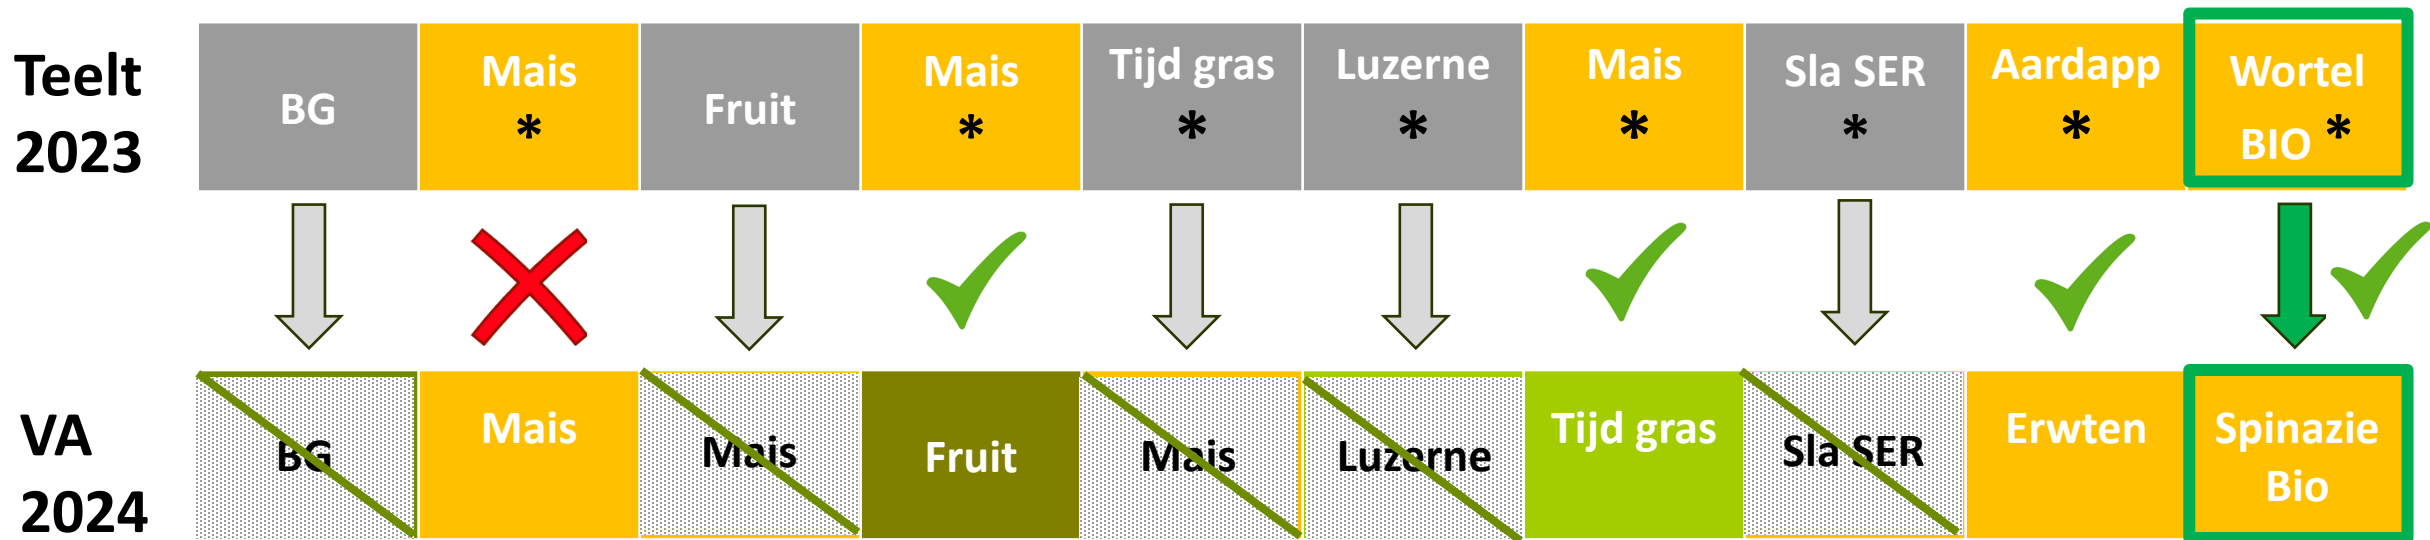 Teelt
2023
BG
Mais
*
Fruit
Mais
*
Tijd gras
*
Luzerne
*
Mais
*
Sla SER
*
Aardapp
*
Wortel
BIO *
VA
2024
BG
Mais
Mais
Fruit
Mais
Luzerne
Tijd gras
Sla SER
Erwten
Spinazie
Bio